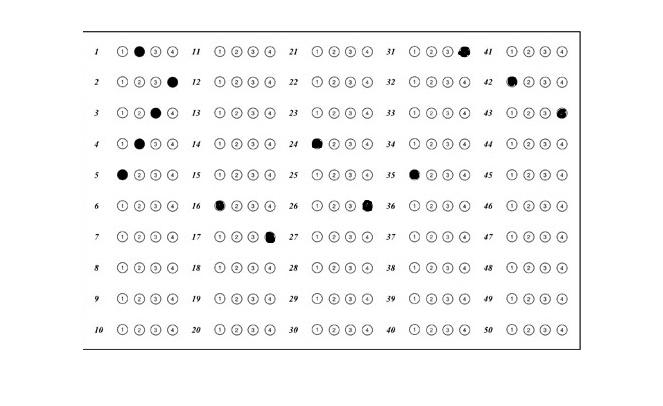 1 ① ● ③ ④ 11 ① ② ③ ④ 21 ① ② ③ ④ 31 ① ② ③ ● 41 ① ② ③ ④
2 ① ② ③ ● 12 ① ② ③ ④ 22 ① ② ③ ④ 32 ① ② ③ ④ 42 ● ② ③ ④
3 ① ② ● ④ 13 ① ② ③ ④ 23 ① ② ③ ④ 33 ① ② ③ ④ 43 ① ② ③ ●
4 ① ● ③ ④ 14 ① ② ③ ④ 24 ● ② ③ ④ 34 ① ② ③ ④ 44 ① ② ③ ④
5 ● ② ③ ④ 15 ① ② ③ ④ 25 ① ② ③ ④ 35 ● ② ③ ④ 45 ① ② ③ ④
6 ① ② ③ ④ 16 ● ② ③ ④ 26 ① ② ③ ● 36 ① ② ③ ④ 46 ① ② ③ ④
7 ① ② ③ ④ 17 ① ② ③ ● 27 ① ② ③ ④ 37 ① ② ③ ④ 47 ① ② ③ ④
8 ① ② ③ ④ 18 ① ② ③ ④ 28 ① ② ③ ④ 38 ① ② ③ ④ 48 ① ② ③ ④
9 ① ② ③ ④ 19 ① ② ③ ④ 29 ① ② ③ ④ 39 ① ② ③ ④ 49 ① ② ③ ④
10 ① ② ③ ④ 20 ① ② ③ ④ 30 ① ② ③ ④ 40 ① ② ③ ④ 50 ① ② ③ ④